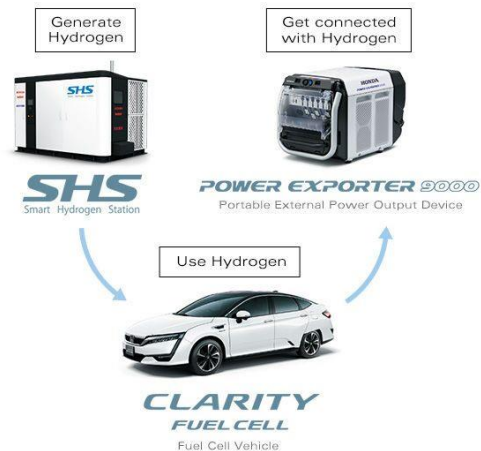 Generate
Hydrogen
SHS
SHS
Smart Hydrogen Station
Get connected
with Hydrogen
HONDA
POWER EXPORTER 9000
Portable External Power Output Device
Use Hydrogen
CLARITY
FUEL CELL
Fuel Cell Vehicle